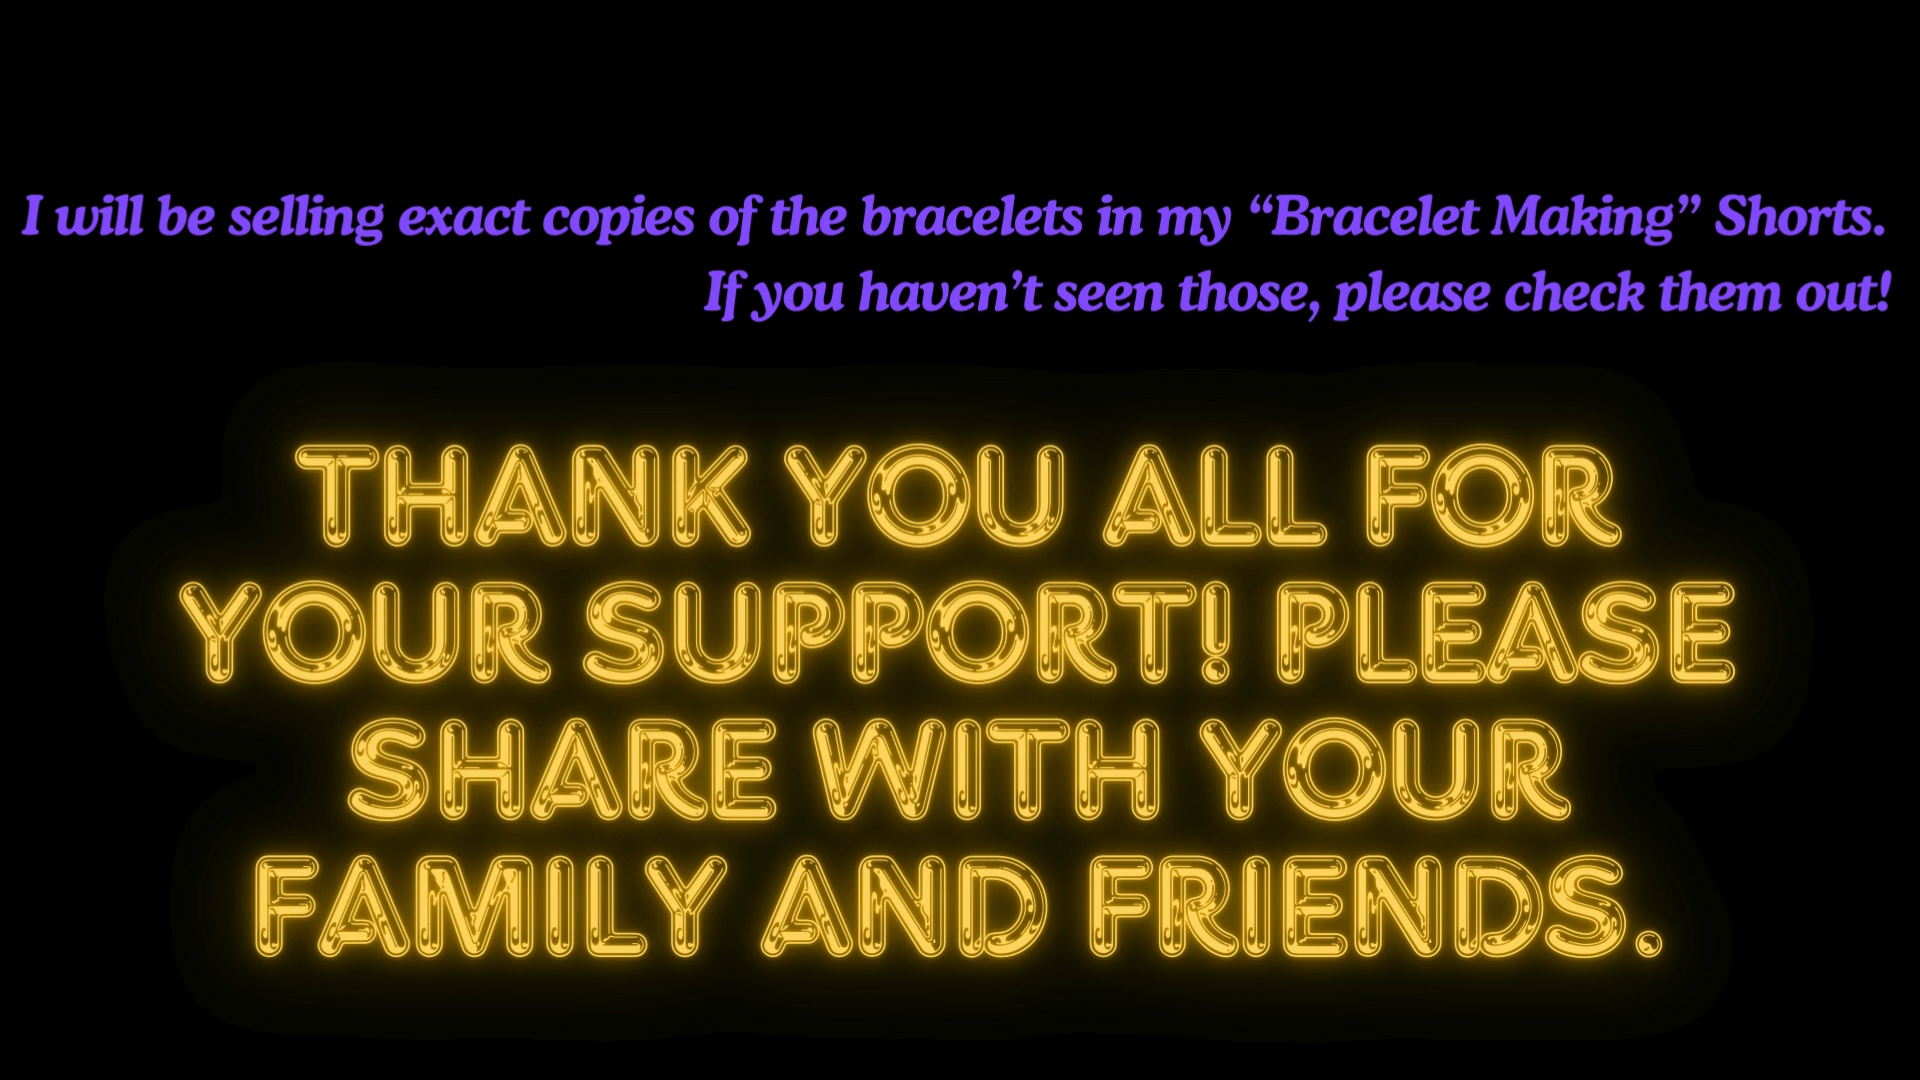 I will be selling exact copies of the bracelets in my “Bracelet Making” Shorts.
If you haven’t seen those, please check them out!
THANK YOU ALL FOR
YOUR SUPPORT! PLEASE
SHARE WITH YOUR
FAMILY AND FRIENDS.